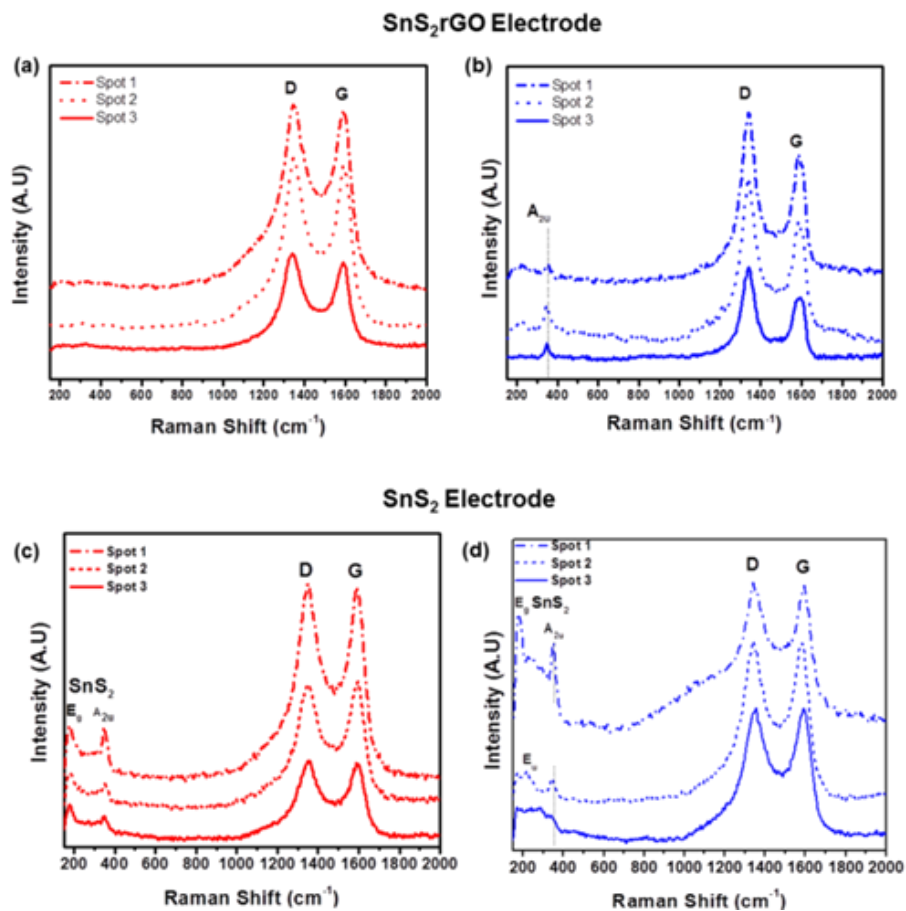 SnS₂rGO Electrode
(a)
Spot 1
Spot 2
Spot 3
D
G
Intensity (A.U)
200 400 600 800 1000 1200 1400 1600 1800 2000
Raman Shift (cm⁻¹)
(b)
Spot 1
Spot 2
Spot 3
D
G
A₂U
Intensity (A.U)
200 400 600 800 1000 1200 1400 1600 1800 2000
Raman Shift (cm⁻¹)
SnS₂ Electrode
(c)
Spot 1
Spot 2
Spot 3
D
G
SnS₂
E₉ A₂ᵤ
Intensity (A.U)
200 400 600 800 1000 1200 1400 1600 1800 2000
Raman Shift (cm⁻¹)
(d)
Spot 1
Spot 2
Spot 3
D
G
E₉ SnS₂
A₂ᵤ
Eᵤ
Intensity (A.U)
200 400 600 800 1000 1200 1400 1600 1800 2000
Raman Shift (cm⁻¹)